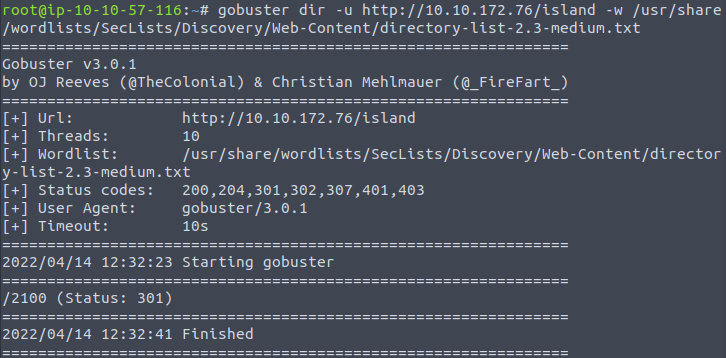 root@ip-10-10-57-116:~# gobuster dir -u http://10.10.172.76/island -w /usr/share
/wordlists/SecLists/Discovery/Web-Content/directory-list-2.3-medium.txt
===============================================================
Gobuster v3.0.1
by OJ Reeves (@TheColonial) & Christian Mehlmauer (@_FireFart_)
===============================================================
[+] Url:            http://10.10.172.76/island
[+] Threads:        10
[+] Wordlist:       /usr/share/wordlists/SecLists/Discovery/Web-Content/director
y-list-2.3-medium.txt
[+] Status codes:   200,204,301,302,307,401,403
[+] User Agent:     gobuster/3.0.1
[+] Timeout:        10s
===============================================================
2022/04/14 12:32:23 Starting gobuster
===============================================================
/2100 (Status: 301)
===============================================================
2022/04/14 12:32:41 Finished
===============================================================